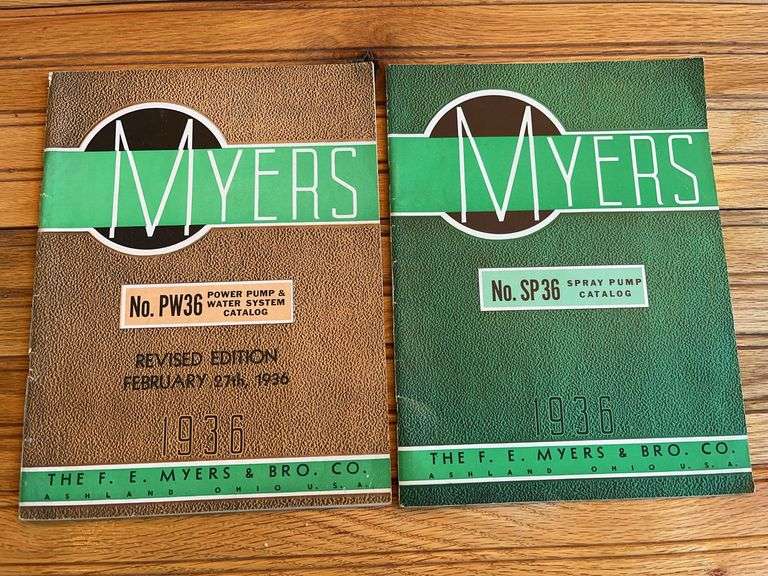 MYERS
No. PW36 POWER PUMP &
WATER SYSTEM
CATALOG
REVISED EDITION
FEBRUARY 27th, 1936
1936
THE F. E. MYERS & BRO. CO.
ASHLAND OHIO U.S.A.
MYERS
No. SP36 SPRAY PUMP
CATALOG
1936
THE F. E. MYERS & BRO. CO.
ASHLAND OHIO U.S.A.